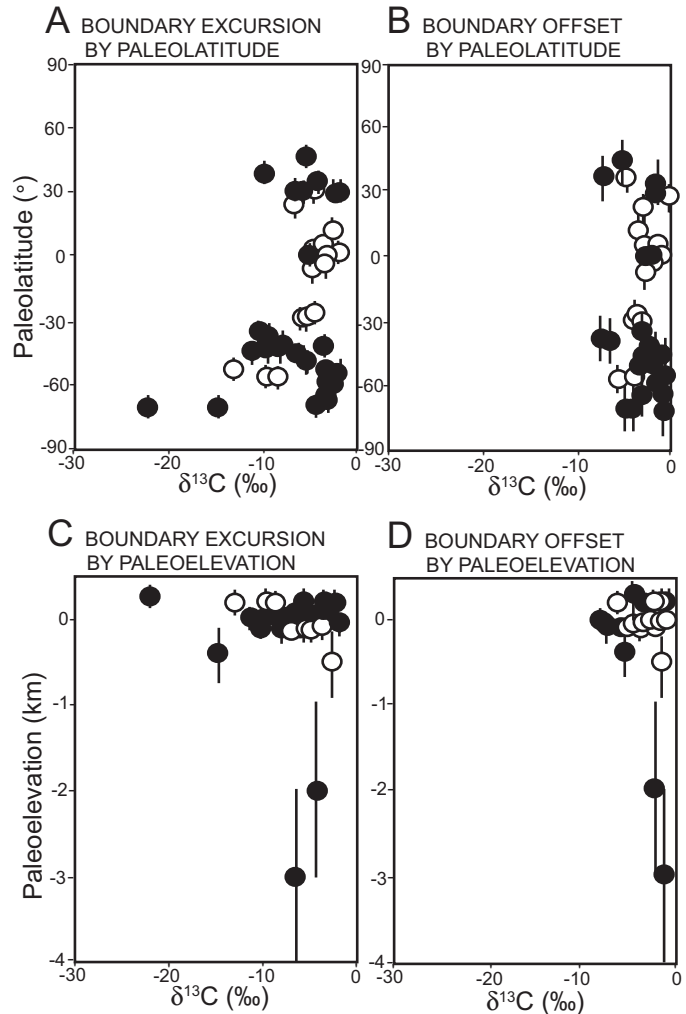 A BOUNDARY EXCURSION
BY PALEOLATITUDE
B BOUNDARY OFFSET
BY PALEOLATITUDE
90
60
30
0
-30
-60
-90
Paleolatitude (°)
-30
-20
-10
0
δ¹³C (‰)
90
60
30
0
-30
-60
-90
-30
-20
-10
0
δ¹³C (‰)
C BOUNDARY EXCURSION
BY PALEOELEVATION
D BOUNDARY OFFSET
BY PALEOELEVATION
0
-1
-2
-3
-4
Paleoelevation (km)
-30
-20
-10
0
δ¹³C (‰)
0
-1
-2
-3
-4
-30
-20
-10
0
δ¹³C (‰)